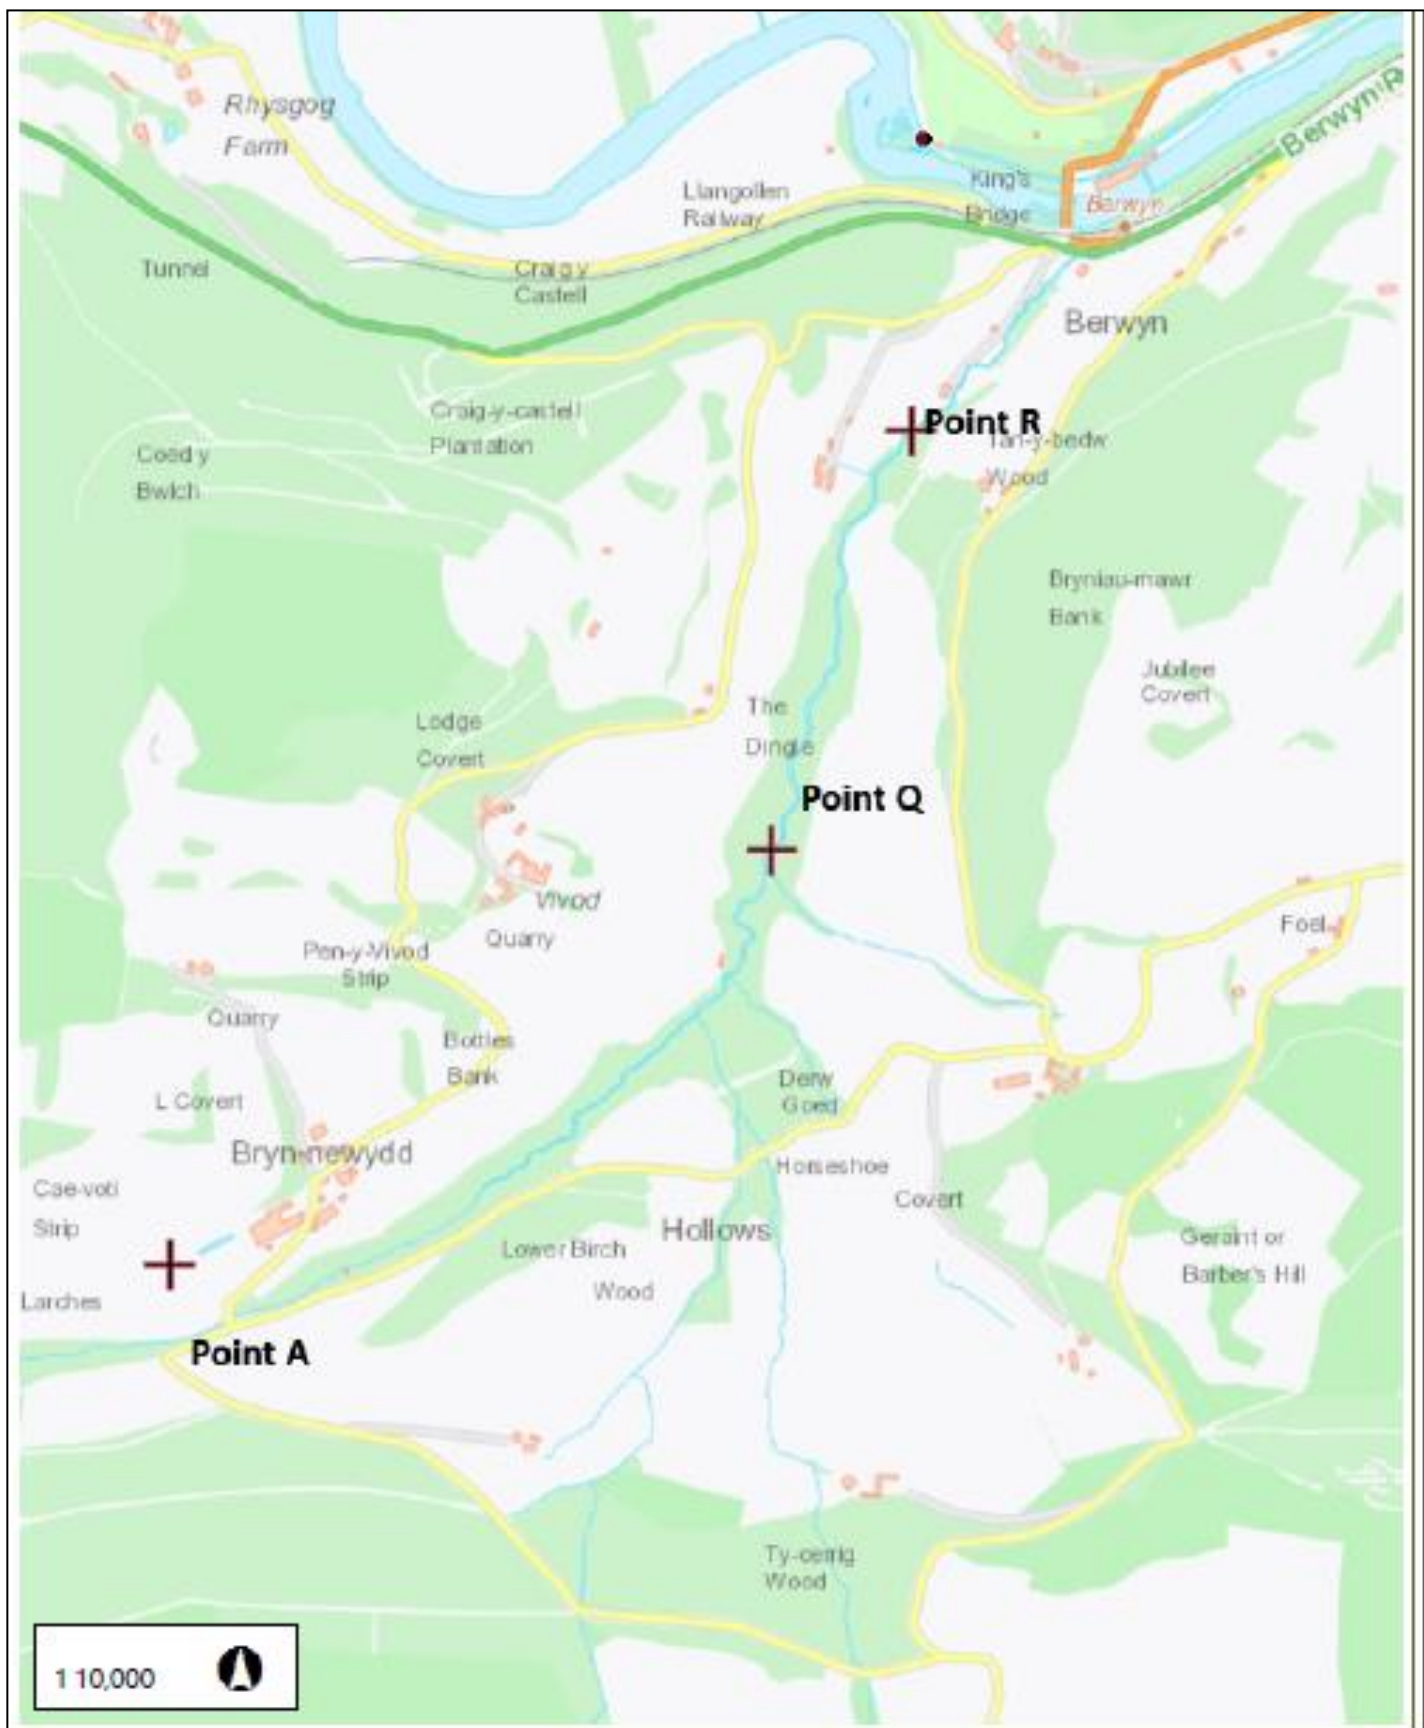 Rhysgog
Farm
Llangollen
Railway
King's
Bridge
Berwyn
Berwyn R
Tunnel
Craig y
Castell
Berwyn
Craig-y-castell
Plantation
Coed y
Bwlch
Point R
Tan-y-bedw
Wood
Bryniau-mawr
Bank
Jubilee
Covert
Lodge
Covert
The
Dingle
Point Q
Vivod
Quarry
Pen-y-Vivod
Strip
Foel
Quarry
Bottles
Bank
L Covert
Derw
Goed
Bryn-newydd
Horseshoe
Covert
Cae-voti
Strip
Hollows
Lower Birch
Wood
Geraint or
Barber's Hill
Larches
Point A
Ty-cerrig
Wood
1 10,000